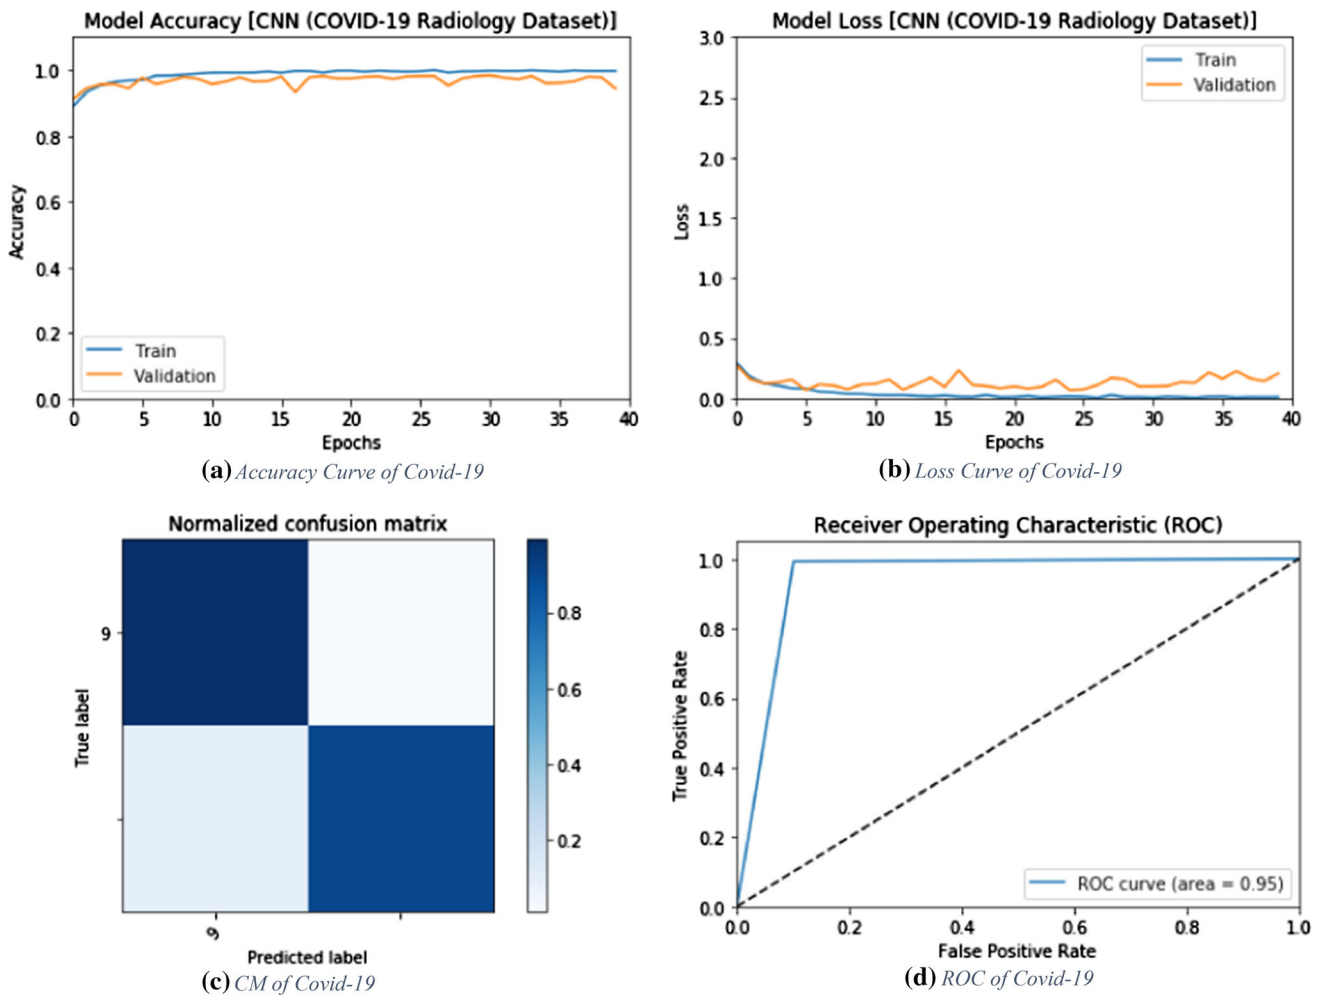 Model Accuracy [CNN (COVID-19 Radiology Dataset)]
1.0
0.8
0.6
0.4
0.2
0.0
Accuracy
Train
Validation
0 5 10 15 20 25 30 35 40
Epochs
(a) Accuracy Curve of Covid-19
Model Loss [CNN (COVID-19 Radiology Dataset)]
3.0
2.5
2.0
1.5
1.0
0.5
0.0
Loss
Train
Validation
0 5 10 15 20 25 30 35 40
Epochs
(b) Loss Curve of Covid-19
Normalized confusion matrix
True label
9
9
Predicted label
0.8
0.6
0.4
0.2
(c) CM of Covid-19
Receiver Operating Characteristic (ROC)
1.0
0.8
0.6
0.4
0.2
0.0
True Positive Rate
ROC curve (area = 0.95)
0.0 0.2 0.4 0.6 0.8 1.0
False Positive Rate
(d) ROC of Covid-19